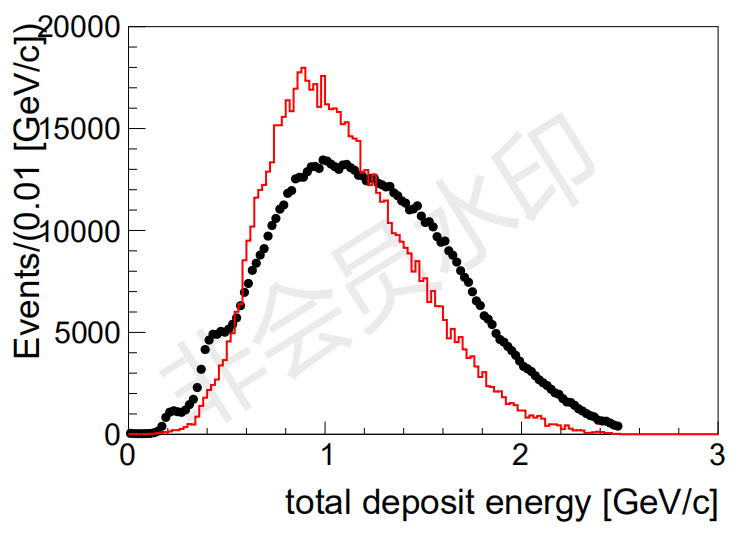 Events/(0.01 [GeV/c])
20000
15000
10000
5000
0
0 1 2 3
total deposit energy [GeV/c]
非会员水印